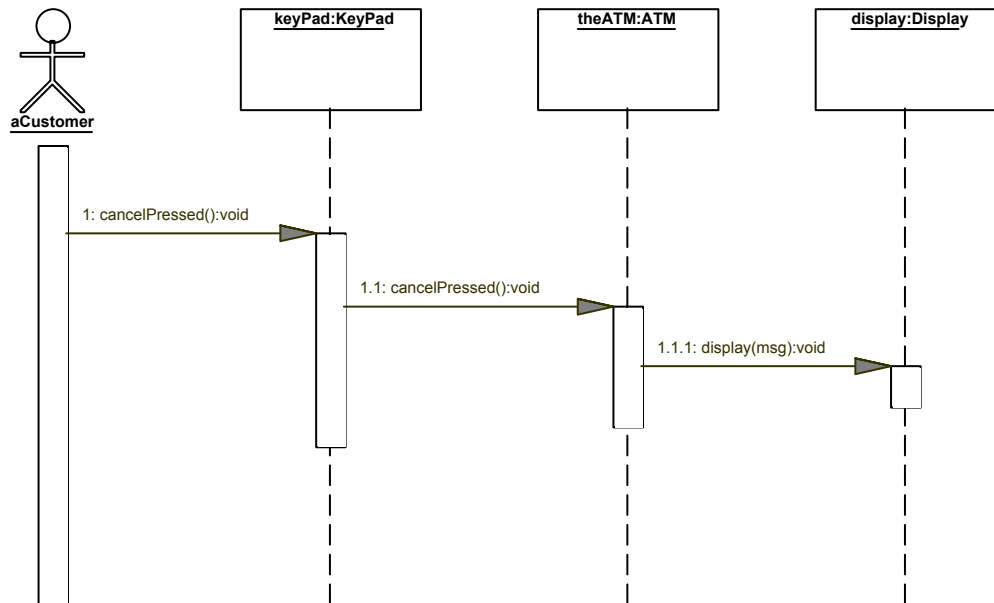 keyPad:KeyPad
theATM:ATM
display:Display
aCustomer
1: cancelPressed():void
1.1: cancelPressed():void
1.1.1: display(msg):void